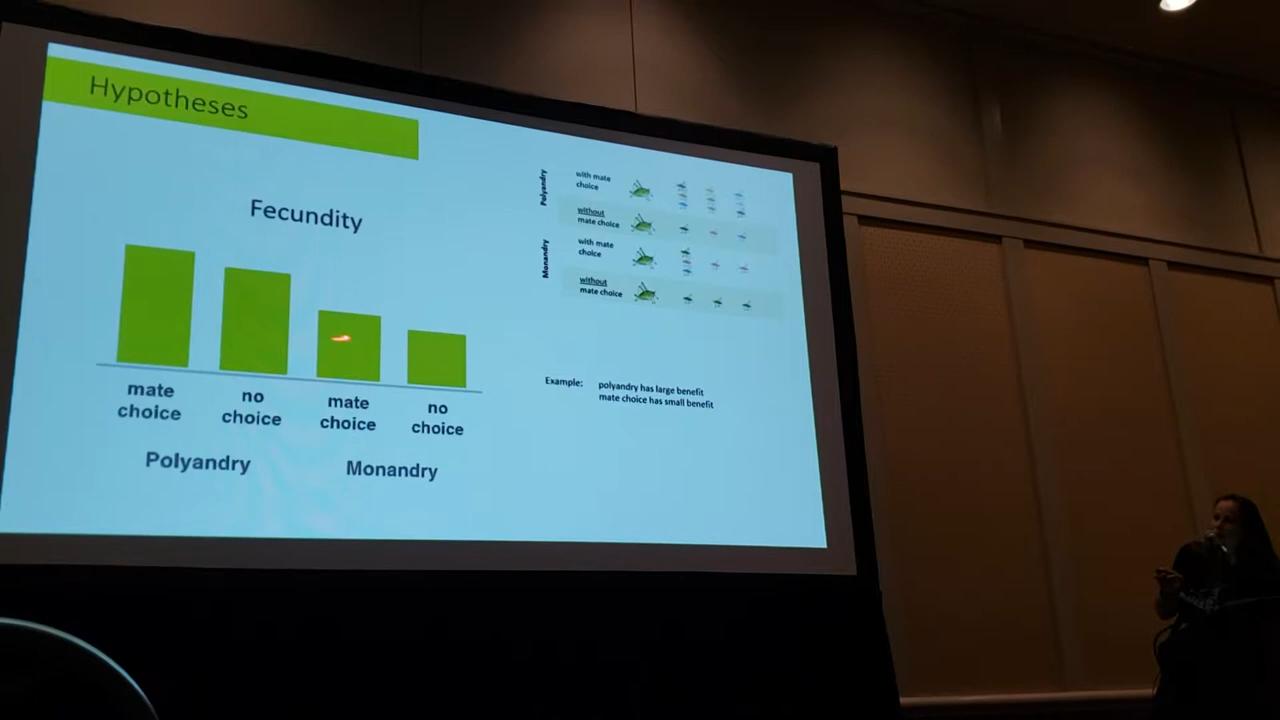 Hypotheses
Fecundity
mate
choice
no
choice
mate
choice
no
choice
Polyandry
Monandry
Polyandry
with mate
choice
without
mate choice
Monandry
with mate
choice
without
mate choice
Example: polyandry has large benefit
mate choice has small benefit